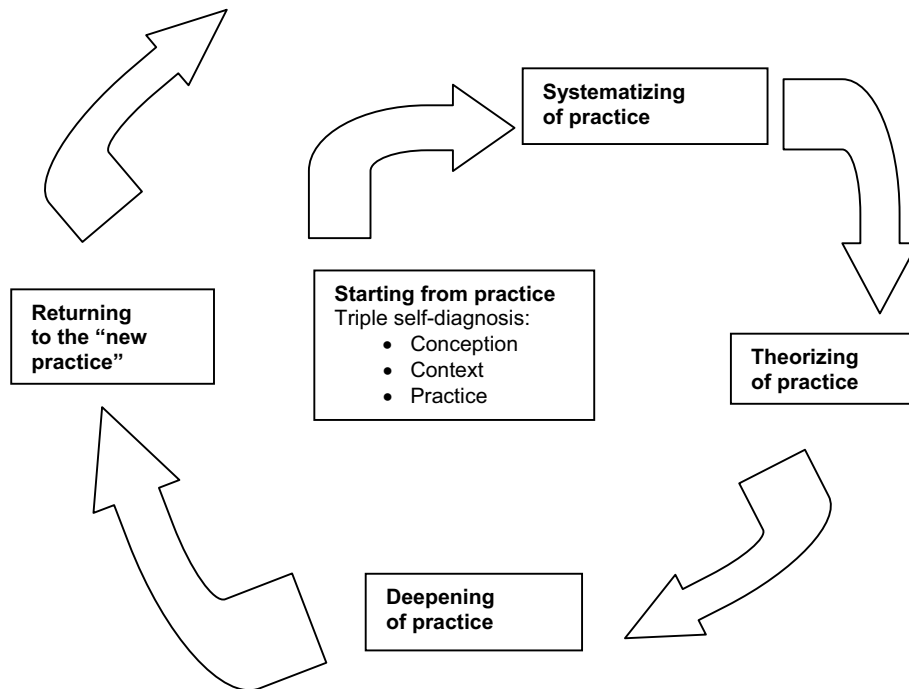 Systematizing
of practice
Returning
to the “new
practice”
Starting from practice
Triple self-diagnosis:
• Conception
• Context
• Practice
Theorizing
of practice
Deepening
of practice